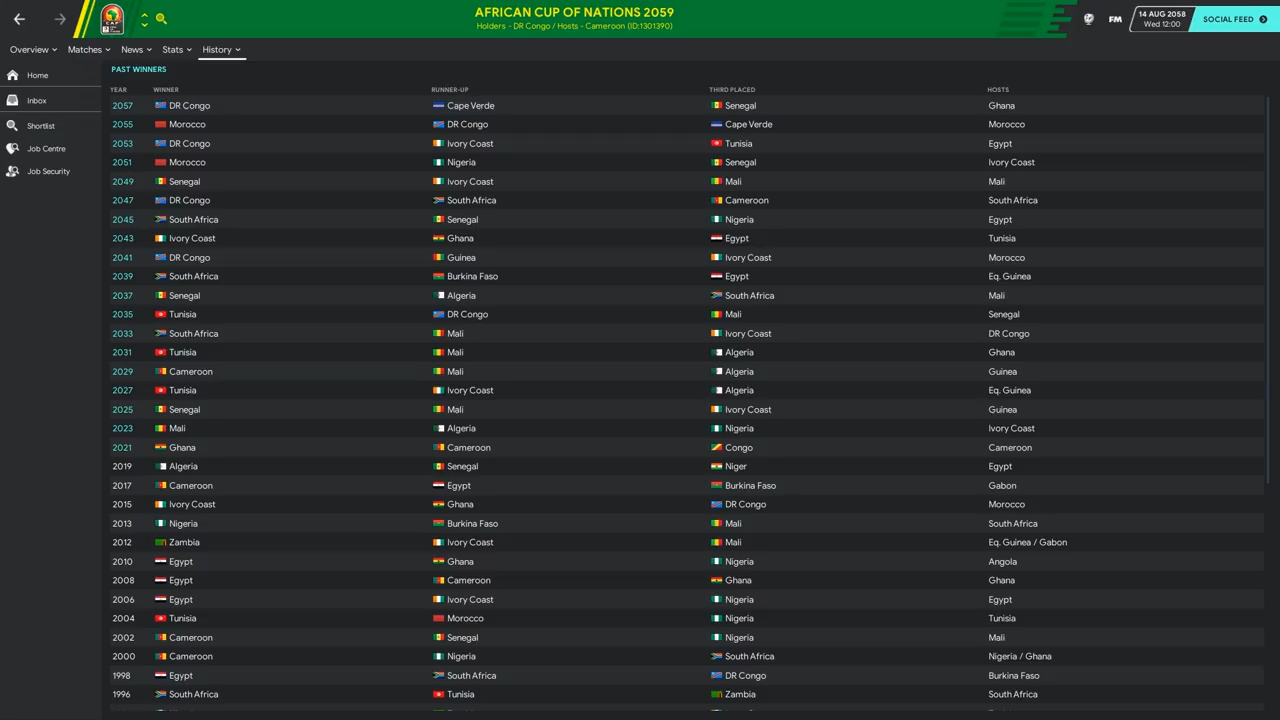 AFRICAN CUP OF NATIONS 2059
Holders - DR Congo / Hosts - Cameroon (ID:1301390)
FM
14 AUG 2058
Wed 12:00
SOCIAL FEED
Overview Matches News Stats History
Home
Inbox
Shortlist
Job Centre
Job Security
PAST WINNERS
YEAR WINNER RUNNER-UP THIRD PLACED HOSTS
2057 DR Congo Cape Verde Senegal Ghana
2055 Morocco DR Congo Cape Verde Morocco
2053 DR Congo Ivory Coast Tunisia Egypt
2051 Morocco Nigeria Senegal Ivory Coast
2049 Senegal Ivory Coast Mali Mali
2047 DR Congo South Africa Cameroon South Africa
2045 South Africa Senegal Nigeria Egypt
2043 Ivory Coast Ghana Egypt Tunisia
2041 DR Congo Guinea Ivory Coast Morocco
2039 South Africa Burkina Faso Egypt Eq. Guinea
2037 Senegal Algeria South Africa Mali
2035 Tunisia DR Congo Mali Senegal
2033 South Africa Mali Ivory Coast DR Congo
2031 Tunisia Mali Algeria Ghana
2029 Cameroon Mali Algeria Guinea
2027 Tunisia Ivory Coast Algeria Eq. Guinea
2025 Senegal Mali Ivory Coast Guinea
2023 Mali Algeria Nigeria Ivory Coast
2021 Ghana Cameroon Congo Cameroon
2019 Algeria Senegal Niger Egypt
2017 Cameroon Egypt Burkina Faso Gabon
2015 Ivory Coast Ghana DR Congo Morocco
2013 Nigeria Burkina Faso Mali South Africa
2012 Zambia Ivory Coast Mali Eq. Guinea / Gabon
2010 Egypt Ghana Nigeria Angola
2008 Egypt Cameroon Ghana Ghana
2006 Egypt Ivory Coast Nigeria Egypt
2004 Tunisia Morocco Nigeria Tunisia
2002 Cameroon Senegal Nigeria Mali
2000 Cameroon Nigeria South Africa Nigeria / Ghana
1998 Egypt South Africa DR Congo Burkina Faso
1996 South Africa Tunisia Zambia South Africa